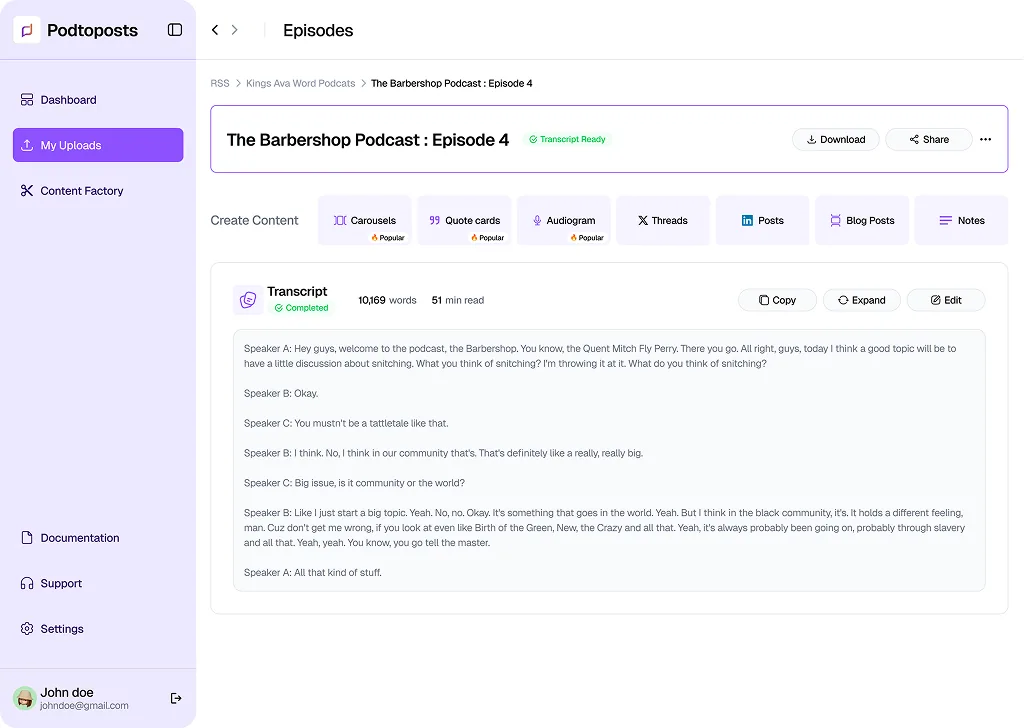 Podtoposts
Episodes
Dashboard
My Uploads
Content Factory
Documentation
Support
Settings
John doe
johndoe@gmail.com
RSS > Kings Ava Word Podcats > The Barbershop Podcast : Episode 4
The Barbershop Podcast : Episode 4
Transcript Ready
Download
Share
Create Content
Carousels
Popular
Quote cards
Popular
Audiogram
Popular
Threads
Posts
Blog Posts
Notes
Transcript
Completed
10,169 words
51 min read
Copy
Expand
Edit
Speaker A: Hey guys, welcome to the podcast, the Barbershop. You know, the Quent Mitch Fly Perry. There you go. All right, guys, today I think a good topic will be to
have a little discussion about snitching. What you think of snitching? I'm throwing it at it. What do you think of snitching?
Speaker B: Okay.
Speaker C: You mustn't be a tattletale like that.
Speaker B: I think. No, I think in our community that's. That's definitely like a really, really big.
Speaker C: Big issue, is it community or the world?
Speaker B: Like I just start a big topic. Yeah. No, no. Okay. It's something that goes in the world. Yeah. But I think in the black community, it's. It holds a different feeling,
man. Cuz don't get me wrong, if you look at even like Birth of the Green, New, the Crazy and all that. Yeah, it's always probably been going on, probably through slavery
and all that. Yeah, yeah. You know, you go tell the master.
Speaker A: All that kind of stuff.